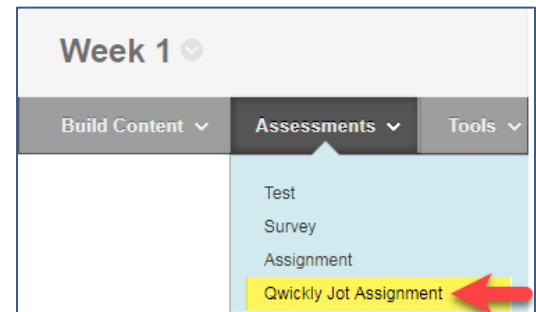 Week 1
Build Content Assessments Tools
Test
Survey
Assignment
Qwickly Jot Assignment